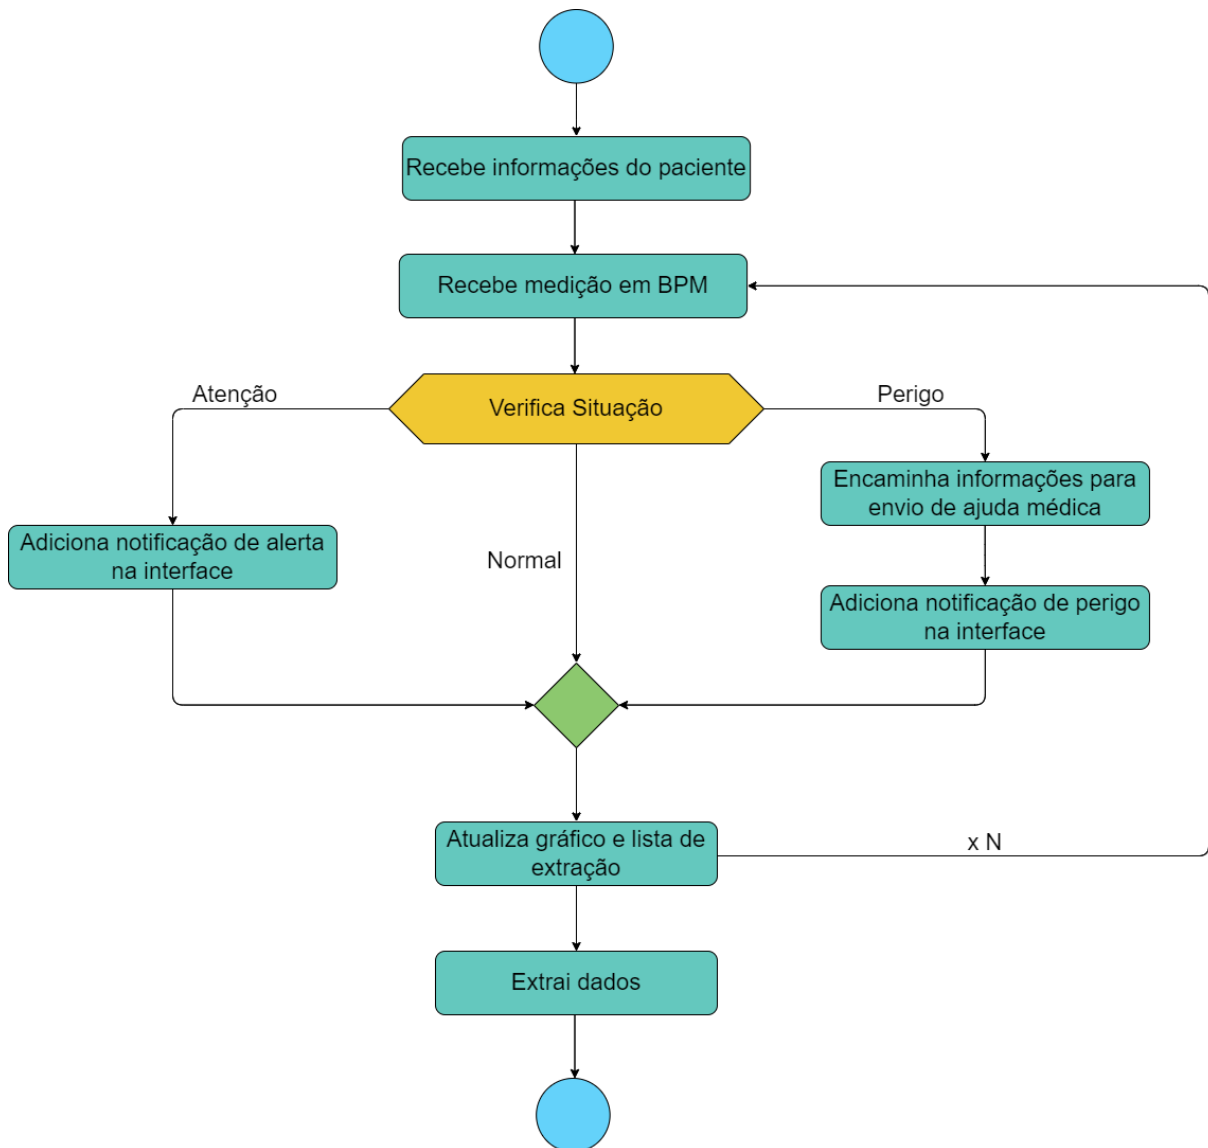 Recebe informações do paciente
Recebe medição em BPM
Atenção
Verifica Situação
Perigo
Encaminha informações para
envio de ajuda médica
Adiciona notificação de alerta
na interface
Normal
Adiciona notificação de perigo
na interface
Atualiza gráfico e lista de
extração
x N
Extrai dados